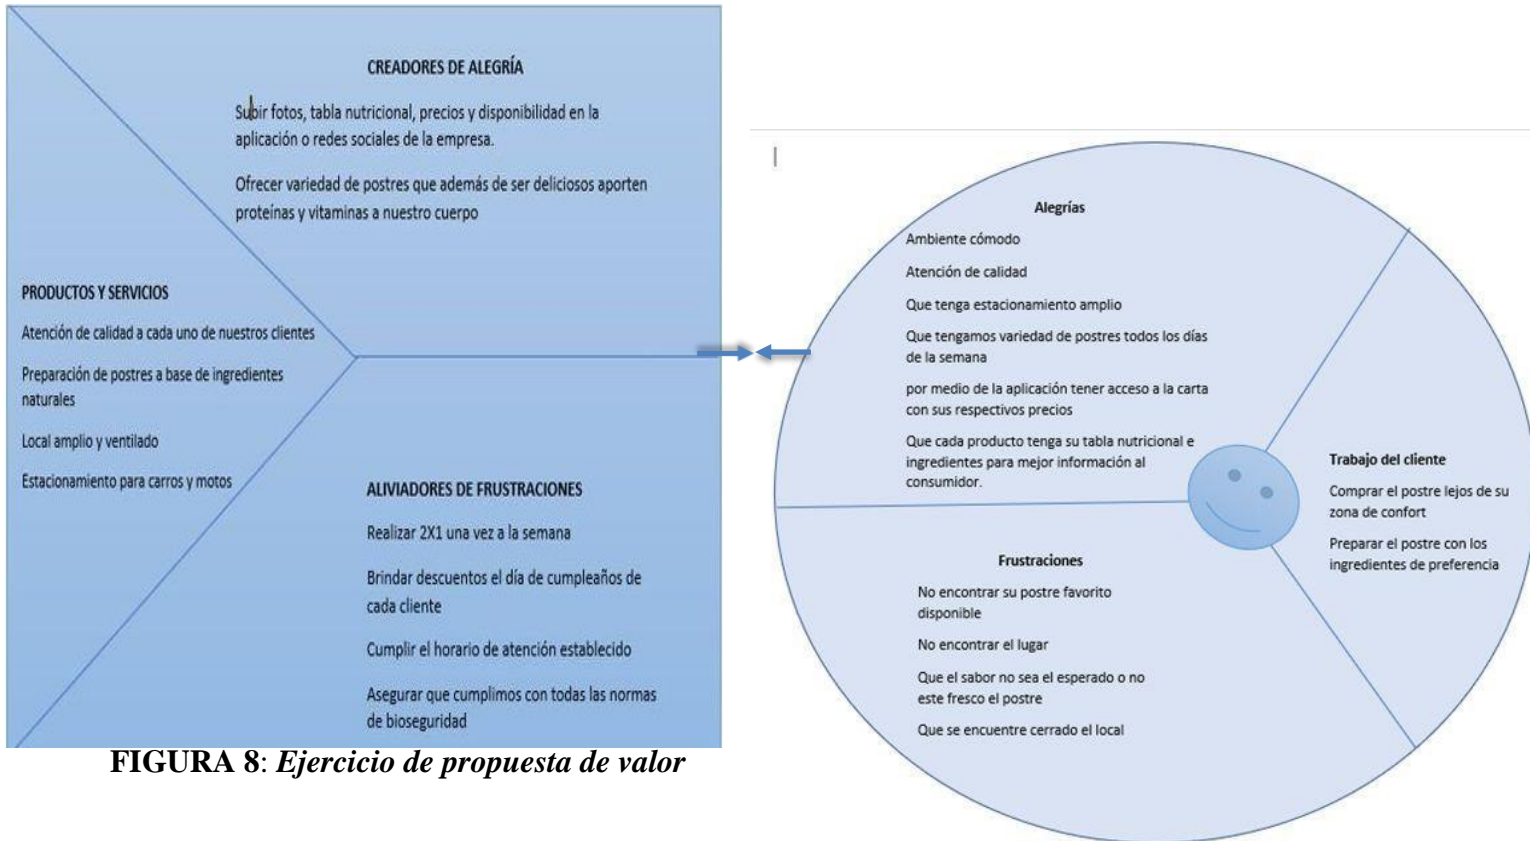 CREADORES DE ALEGRÍA
Subir fotos, tabla nutricional, precios y disponibilidad en la
aplicación o redes sociales de la empresa.
Ofrecer variedad de postres que además de ser deliciosos aporten
proteínas y vitaminas a nuestro cuerpo
PRODUCTOS Y SERVICIOS
Atención de calidad a cada uno de nuestros clientes
Preparación de postres a base de ingredientes
naturales
Local amplio y ventilado
Estacionamiento para carros y motos
ALIVIADORES DE FRUSTRACIONES
Realizar 2X1 una vez a la semana
Brindar descuentos el día de cumpleaños de
cada cliente
Cumplir el horario de atención establecido
Asegurar que cumplimos con todas las normas
de bioseguridad
FIGURA 8: Ejercicio de propuesta de valor
Alegrías
Ambiente cómodo
Atención de calidad
Que tenga estacionamiento amplio
Que tengamos variedad de postres todos los días
de la semana
por medio de la aplicación tener acceso a la carta
con sus respectivos precios
Que cada producto tenga su tabla nutricional e
ingredientes para mejor información al
consumidor.
Trabajo del cliente
Comprar el postre lejos de su
zona de confort
Preparar el postre con los
ingredientes de preferencia
Frustraciones
No encontrar su postre favorito
disponible
No encontrar el lugar
Que el sabor no sea el esperado o no
este fresco el postre
Que se encuentre cerrado el local